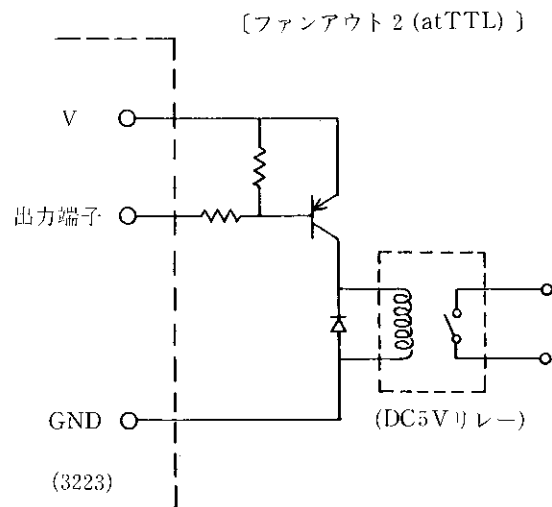 〔ファンアウト2(atTTL)〕
V
出力端子
GND
(DC5Vリレー)
(3223)